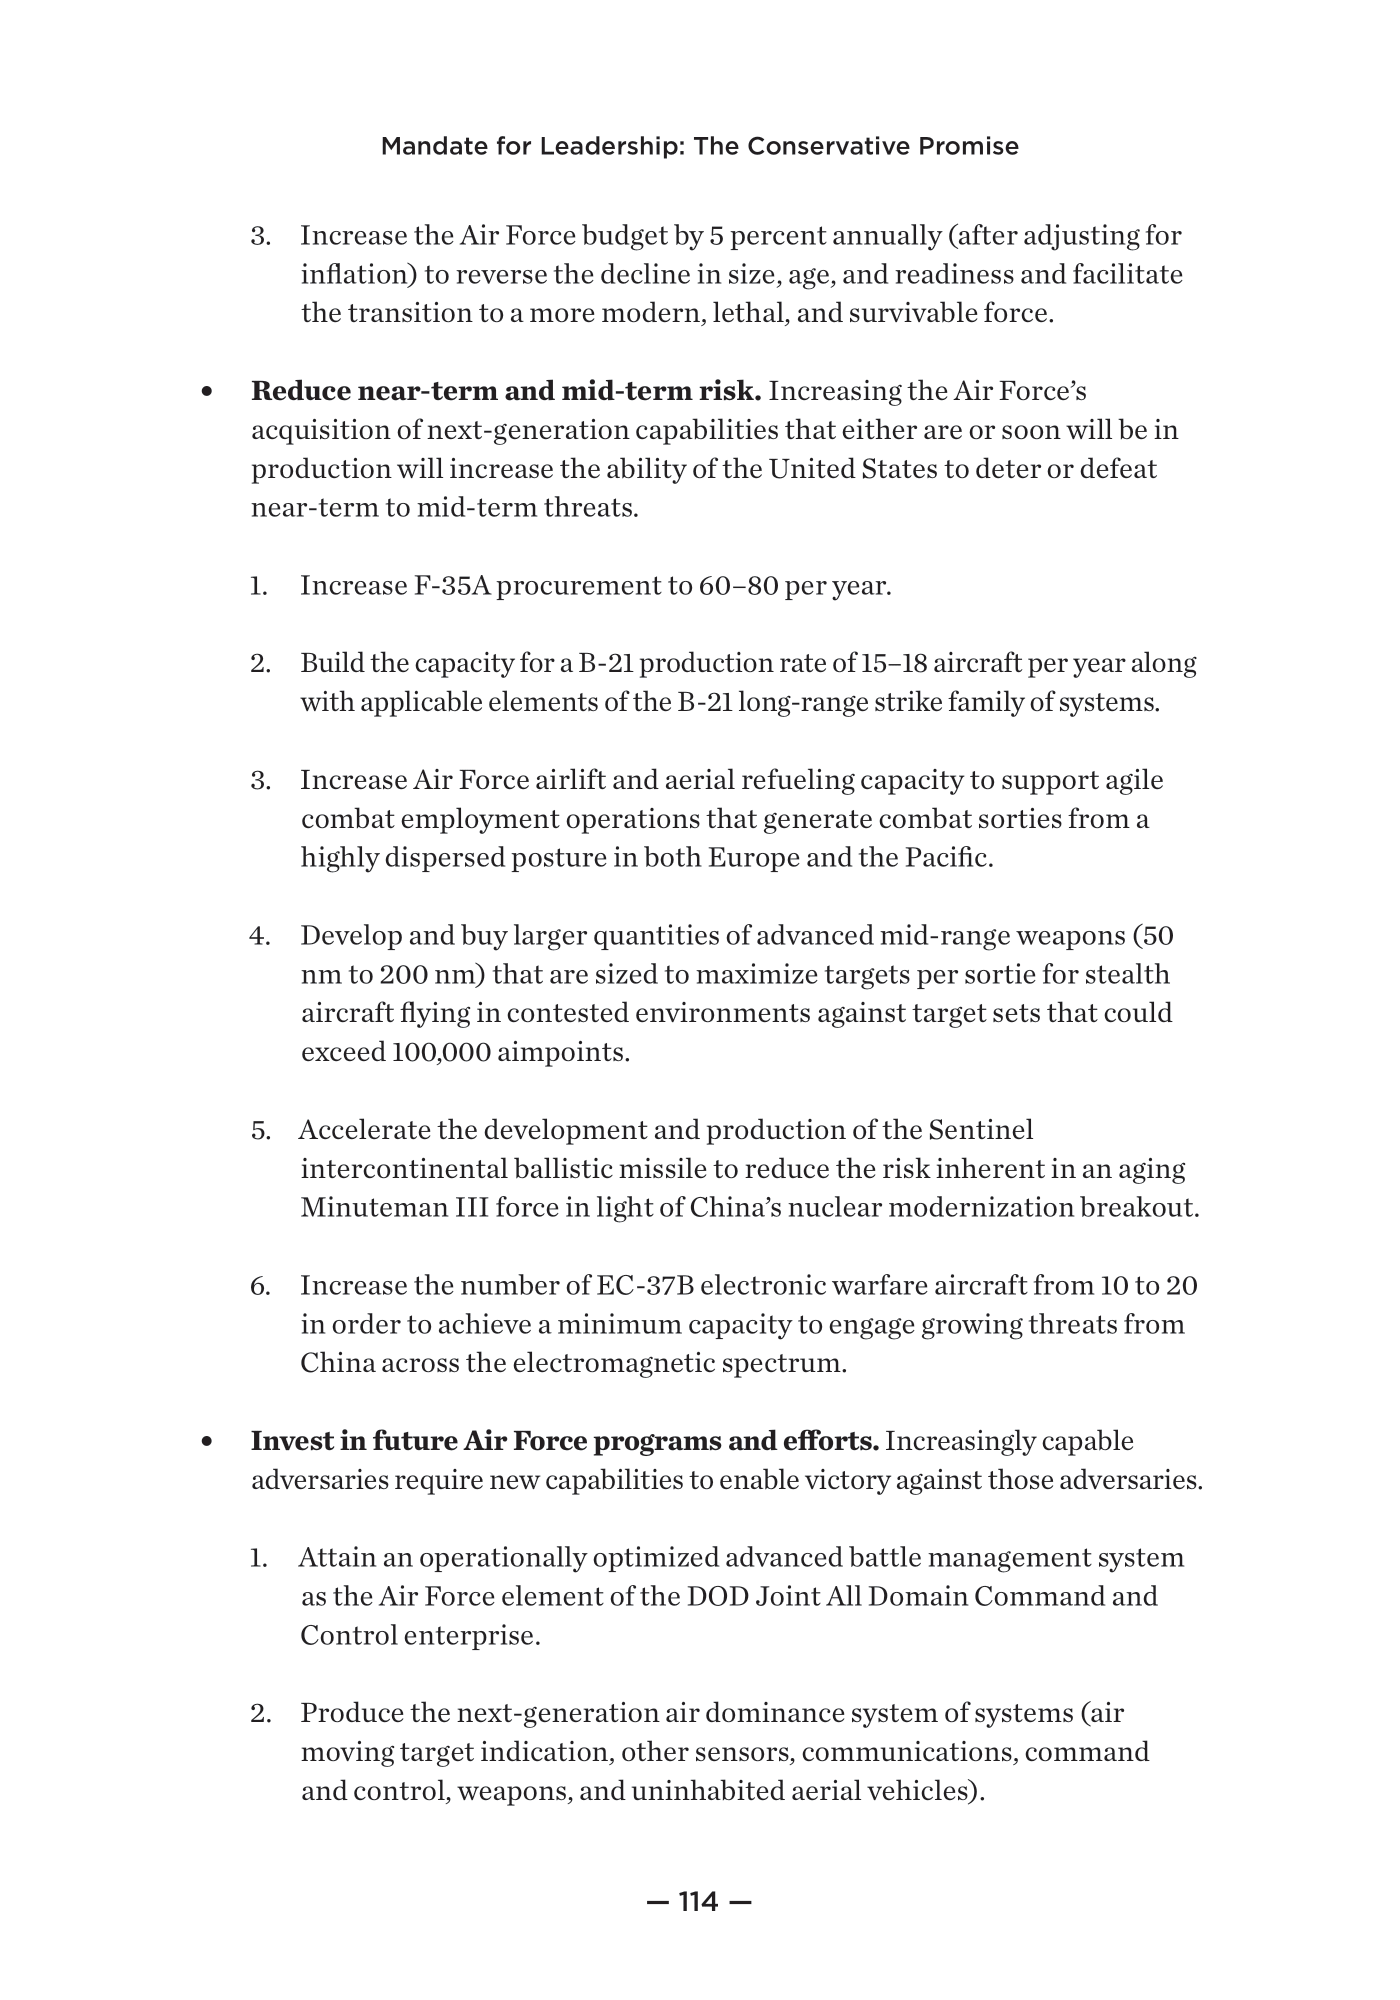 Mandate for Leadership: The Conservative Promise
3. Increase the Air Force budget by 5 percent annually (after adjusting for
inflation) to reverse the decline in size, age, and readiness and facilitate
the transition to a more modern, lethal, and survivable force.
• Reduce near-term and mid-term risk. Increasing the Air Force’s
acquisition of next-generation capabilities that either are or soon will be in
production will increase the ability of the United States to deter or defeat
near-term to mid-term threats.
1. Increase F-35A procurement to 60–80 per year.
2. Build the capacity for a B-21 production rate of 15–18 aircraft per year along
with applicable elements of the B-21 long-range strike family of systems.
3. Increase Air Force airlift and aerial refueling capacity to support agile
combat employment operations that generate combat sorties from a
highly dispersed posture in both Europe and the Pacific.
4. Develop and buy larger quantities of advanced mid-range weapons (50
nm to 200 nm) that are sized to maximize targets per sortie for stealth
aircraft flying in contested environments against target sets that could
exceed 100,000 aimpoints.
5. Accelerate the development and production of the Sentinel
intercontinental ballistic missile to reduce the risk inherent in an aging
Minuteman III force in light of China’s nuclear modernization breakout.
6. Increase the number of EC-37B electronic warfare aircraft from 10 to 20
in order to achieve a minimum capacity to engage growing threats from
China across the electromagnetic spectrum.
• Invest in future Air Force programs and efforts. Increasingly capable
adversaries require new capabilities to enable victory against those adversaries.
1. Attain an operationally optimized advanced battle management system
as the Air Force element of the DOD Joint All Domain Command and
Control enterprise.
2. Produce the next-generation air dominance system of systems (air
moving target indication, other sensors, communications, command
and control, weapons, and uninhabited aerial vehicles).
— 114 —